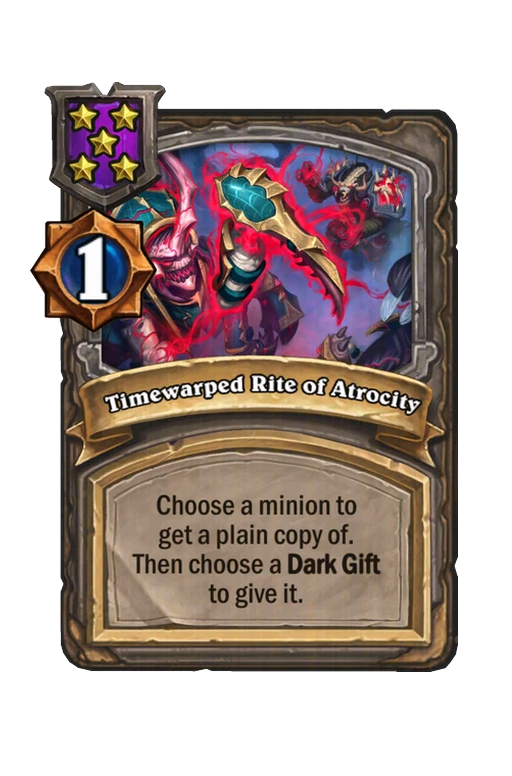 1
Timewarped Rite of Atrocity
Choose a minion to
get a plain copy of.
Then choose a Dark Gift
to give it.